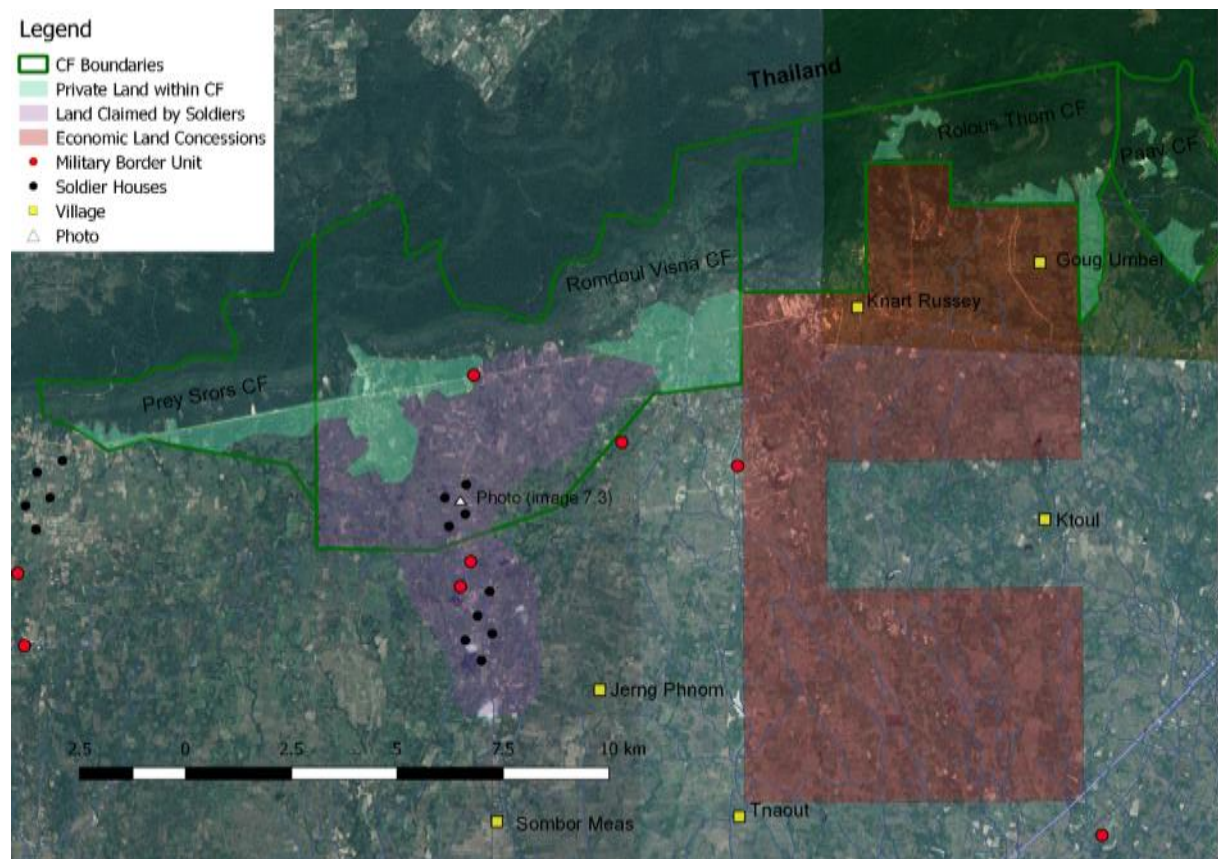 Legend
CF Boundaries
Private Land within CF
Land Claimed by Soldiers
Economic Land Concessions
Military Border Unit
Soldier Houses
Village
Photo
Thailand
Rolous Thom CF
Paav CF
Romdoul Visna CF
Goug Umbel
Knart Russey
Prey Srors CF
Photo (image 7.3)
Ktoul
Jerng Phnom
2.5 0 2.5 5 7.5 10 km
Tnaout
Sombor Meas